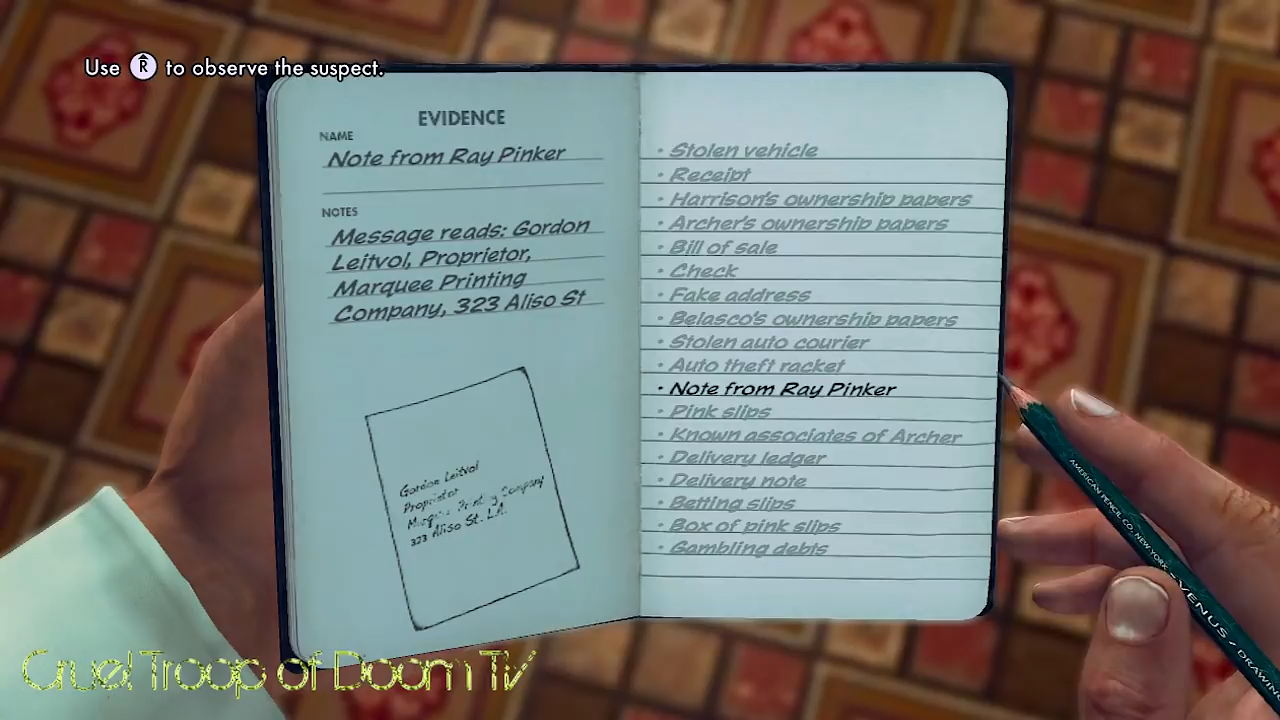 Use R to observe the suspect.
EVIDENCE
NAME
Note from Ray Pinker
NOTES
Message reads: Gordon
Leitvol, Proprietor,
Marquee Printing
Company, 323 Aliso St
Gordon Leitvol
Proprietor
Marquee Printing Company
323 Aliso St. L.A.
• Stolen vehicle
• Receipt
• Harrison's ownership papers
• Archer's ownership papers
• Bill of sale
• Check
• Fake address
• Belasco's ownership papers
• Stolen auto courier
• Auto theft racket
• Note from Ray Pinker
• Pink slips
• Known associates of Archer
• Delivery ledger
• Delivery note
• Betting slips
• Box of pink slips
• Gambling debts
AMERICAN PENCIL CO. NEW YORK VENUS DRAWING
Cruel Troop of Doom Tv